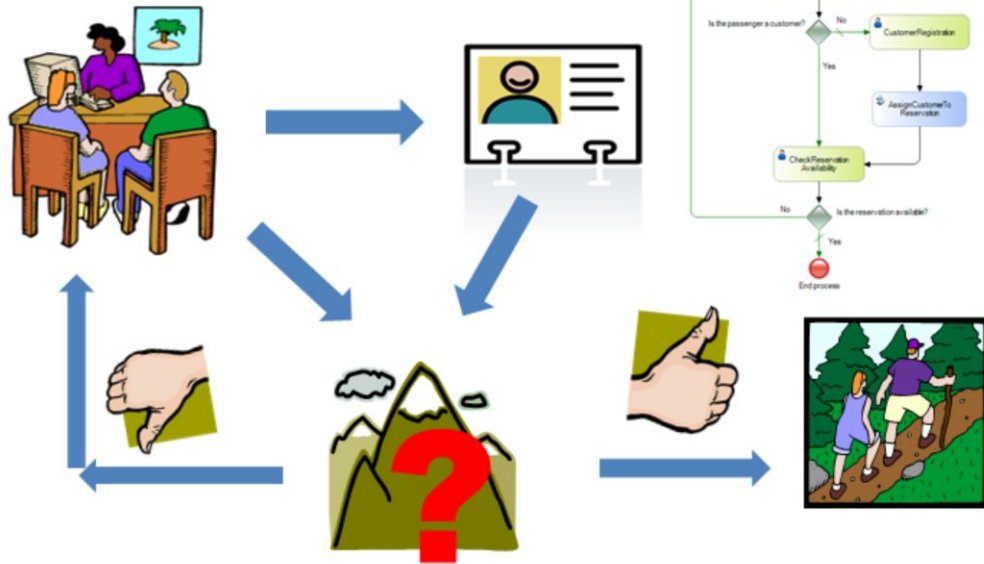 Is the passenger a customer?
No
CustomerRegistration
Yes
AssignCustomerTo
Reservation
CheckReservation
Availability
No
Is the reservation available?
Yes
End process
?